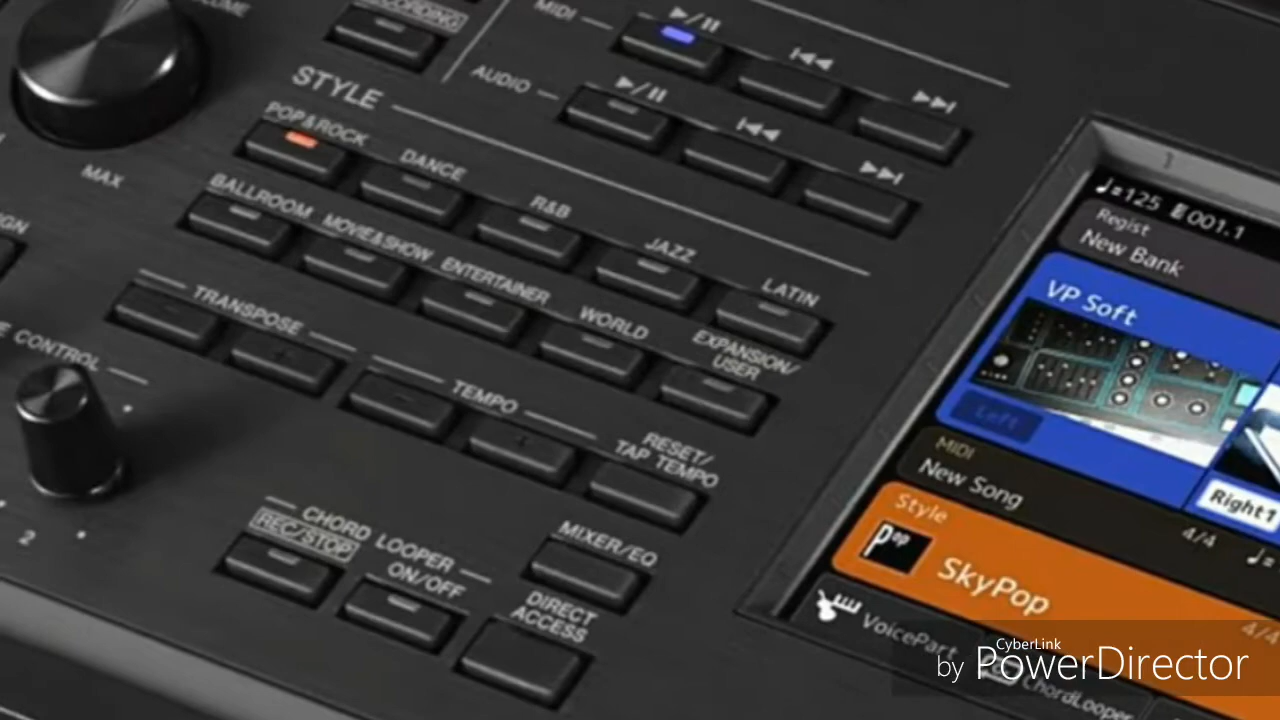 MIDI
AUDIO
STYLE
POP&ROCK
DANCE
R&B
JAZZ
LATIN
BALLROOM
MOVIE&SHOW
ENTERTAINER
WORLD
EXPANSION/
USER
MAX
TRANSPOSE
- +
CONTROL
TEMPO
- +
RESET/
TAP TEMPO
2
CHORD LOOPER
REC/STOP
ON/OFF
MIXER/EQ
DIRECT
ACCESS
♩=125 001.1
Regist
New Bank
VP Soft
Left
Right1
MIDI
New Song
4/4
Style
Pop
SkyPop
4/4
VoicePart
ChordLooper
CyberLink
by PowerDirector